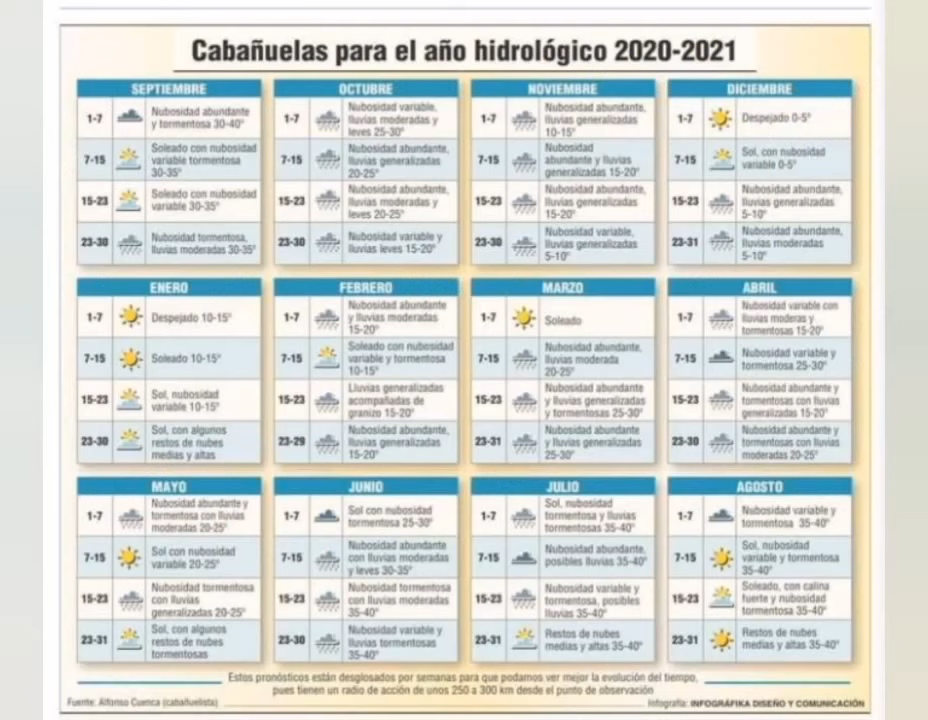 Cabañuelas para el año hidrológico 2020-2021
SEPTIEMBRE
1-7
Nubosidad abundante
y tormentosa 30-40°
7-15
Soleado con nubosidad
variable tormentosa
30-35°
15-23
Soleado con nubosidad
variable 30-35°
23-30
Nubosidad tormentosa,
lluvias moderadas 30-35°
OCTUBRE
1-7
Nubosidad variable,
lluvias moderadas y
leves 25-30°
7-15
Nubosidad abundante,
lluvias generalizadas
20-25°
15-23
Nubosidad abundante,
lluvias moderadas y
leves 20-25°
23-30
Nubosidad variable y
lluvias leves 15-20°
NOVIEMBRE
1-7
Nubosidad abundante,
lluvias generalizadas
10-15°
7-15
Nubosidad
abundante y lluvias
generalizadas 15-20°
15-23
Nubosidad abundante,
lluvias generalizadas
15-20°
23-30
Nubosidad variable,
lluvias generalizadas
5-10°
DICIEMBRE
1-7
Despejado 0-5°
7-15
Sol, con nubosidad
variable 0-5°
15-23
Nubosidad abundante,
lluvias generalizadas
5-10°
23-31
Nubosidad abundante,
lluvias moderadas
5-10°
ENERO
1-7
Despejado 10-15°
7-15
Soleado 10-15°
15-23
Sol, nubosidad
variable 10-15°
23-30
Sol, con algunos
restos de nubes
medias y altas
FEBRERO
1-7
Nubosidad abundante
y lluvias moderadas
15-20°
7-15
Soleado con nubosidad
variable y tormentosa
10-15°
15-23
Lluvias generalizadas
acompañadas de
granizo 15-20°
23-29
Nubosidad abundante,
lluvias generalizadas
15-20°
MARZO
1-7
Soleado
7-15
Nubosidad abundante,
lluvias moderada
20-25°
15-23
Nubosidad abundante
y lluvias generalizadas
y tormentosas 25-30°
23-31
Nubosidad abundante
y lluvias generalizadas
25-30°
ABRIL
1-7
Nubosidad variable con
lluvias moderas y
tormentosas 15-20°
7-15
Nubosidad variable y
tormentosa 25-30°
15-23
Nubosidad abundante y
tormentosas con lluvias
generalizadas 15-20°
23-30
Nubosidad abundante y
tormentosas con lluvias
moderadas 20-25°
MAYO
1-7
Nubosidad abundante y
tormentosa con lluvias
moderadas 20-25°
7-15
Sol con nubosidad
variable 20-25°
15-23
Nubosidad tormentosa
con lluvias
generalizadas 20-25°
23-31
Sol, con algunos
restos de nubes
tormentosas
JUNIO
1-7
Sol con nubosidad
tormentosa 25-30°
7-15
Nubosidad abundante
con lluvias moderadas
y leves 30-35°
15-23
Nubosidad tormentosa
con lluvias moderadas
35-40°
23-30
Nubosidad variable y
lluvias tormentosas
35-40°
JULIO
1-7
Sol, nubosidad
tormentosa y lluvias
tormentosas 35-40°
7-15
Nubosidad abundante,
posibles lluvias 35-40°
15-23
Nubosidad variable y
tormentosa, posibles
lluvias 35-40°
23-31
Restos de nubes
medias y altas 35-40°
AGOSTO
1-7
Nubosidad variable y
tormentosa 35-40°
7-15
Sol, nubosidad
variable y tormentosa
35-40°
15-23
Soleado, con calina
fuerte y nubosidad
tormentosa 35-40°
23-31
Restos de nubes
medias y altas 35-40°
Estos pronósticos están desglosados por semanas para que podamos ver mejor la evolución del tiempo,
pues tienen un radio de acción de unos 250 a 300 km desde el punto de observación
Fuente: Alfonso Cuenca (cabañuelista)
Infografía: INFOGRÁFIKA DISEÑO Y COMUNICACIÓN